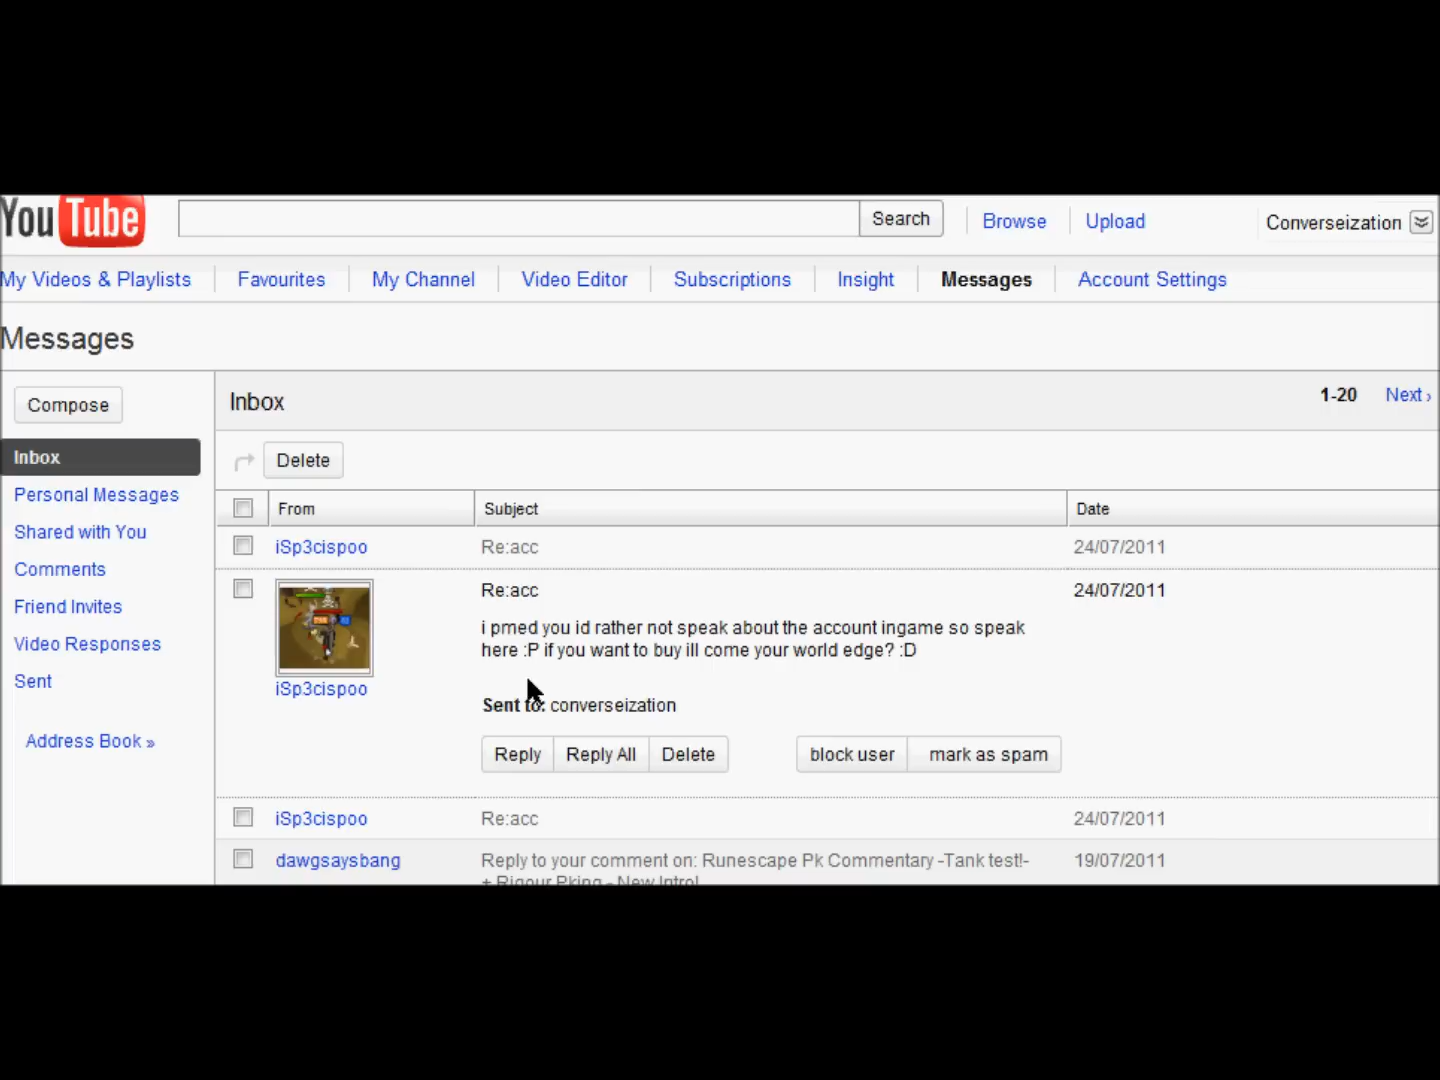 YouTube
Search
Browse
Upload
Converseization
My Videos & Playlists
Favourites
My Channel
Video Editor
Subscriptions
Insight
Messages
Account Settings
Messages
Compose
Inbox
Personal Messages
Shared with You
Comments
Friend Invites
Video Responses
Sent
Address Book »
Inbox
1-20
Next ›
Delete
From
Subject
Date
iSp3cispoo
Re:acc
24/07/2011
iSp3cispoo
Re:acc
24/07/2011
i pmed you id rather not speak about the account ingame so speak
here :P if you want to buy ill come your world edge? :D
Sent to: converseization
Reply
Reply All
Delete
block user
mark as spam
iSp3cispoo
Re:acc
24/07/2011
dawgsaysbang
Reply to your comment on: Runescape Pk Commentary -Tank test!-
+ Rigour Pking - New Intro!
19/07/2011